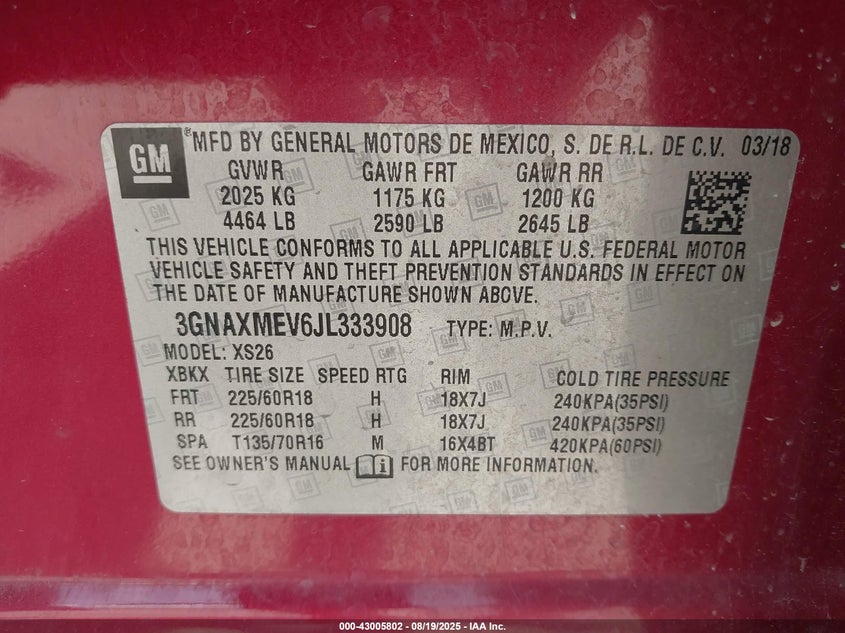 GM ® MFD BY GENERAL MOTORS DE MEXICO, S. DE R.L. DE C.V. 03/18
GVWR GAWR FRT GAWR RR
2025 KG 1175 KG 1200 KG
4464 LB 2590 LB 2645 LB
THIS VEHICLE CONFORMS TO ALL APPLICABLE U.S. FEDERAL MOTOR
VEHICLE SAFETY AND THEFT PREVENTION STANDARDS IN EFFECT ON
THE DATE OF MANUFACTURE SHOWN ABOVE.
3GNAXMEV6JL333908 TYPE: M.P.V.
MODEL: XS26
XBKX TIRE SIZE SPEED RTG RIM COLD TIRE PRESSURE
FRT 225/60R18 H 18X7J 240KPA(35PSI)
RR 225/60R18 H 18X7J 240KPA(35PSI)
SPA T135/70R16 M 16X4BT 420KPA(60PSI)
SEE OWNER'S MANUAL FOR MORE INFORMATION.
000-43005802 - 08/19/2025 - IAA Inc.